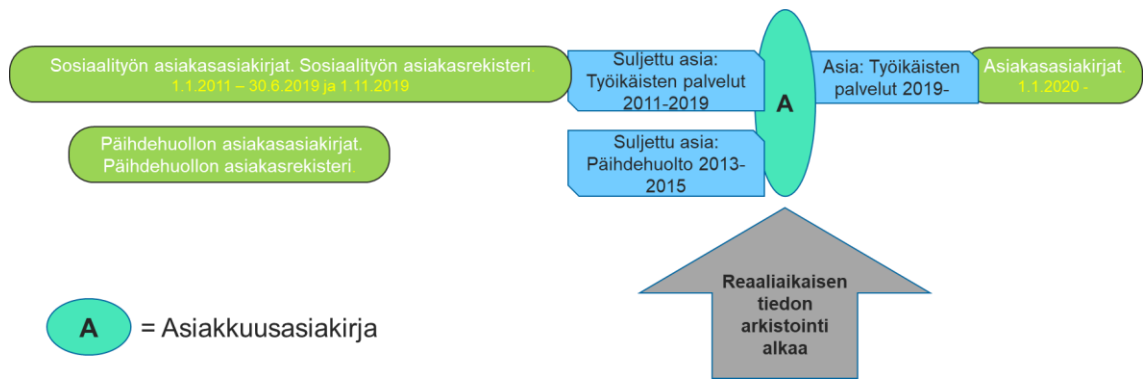 Sosiaalityön asiakasasiakirjat. Sosiaalityön asiakasrekisteri.
1.1.2011 – 30.6.2019 ja 1.11.2019
Suljettu asia:
Työikäisten palvelut
2011-2019
A
Asia: Työikäisten
palvelut 2019-
Asiakasasiakirjat.
1.1.2020 -
Päihdehuollon asiakasasiakirjat.
Päihdehuollon asiakasrekisteri.
Suljettu asia:
Päihdehuolto 2013-
2015
Reaaliaikaisen
tiedon
arkistointi
alkaa
A = Asiakkuusasiakirja